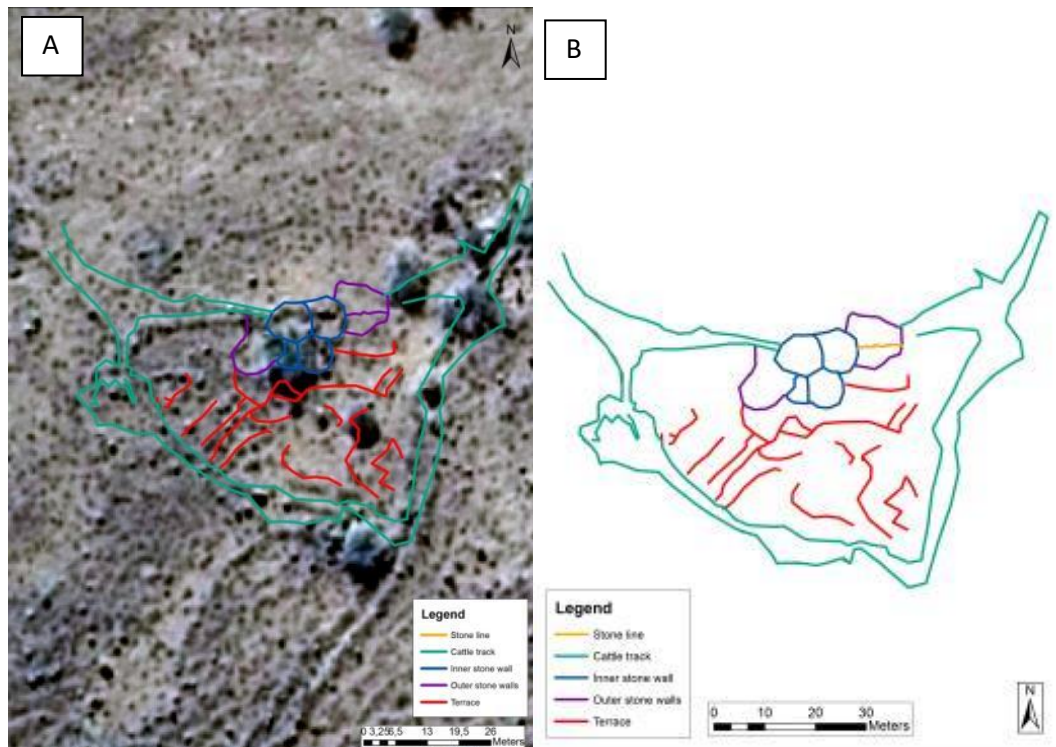 A
N
Legend
Stone line
Cattle track
Inner stone wall
Outer stone walls
Terrace
0 3,25 6,5 13 19,5 26
Meters
B
Legend
Stone line
Cattle track
Inner stone wall
Outer stone walls
Terrace
0 10 20 30
Meters
N